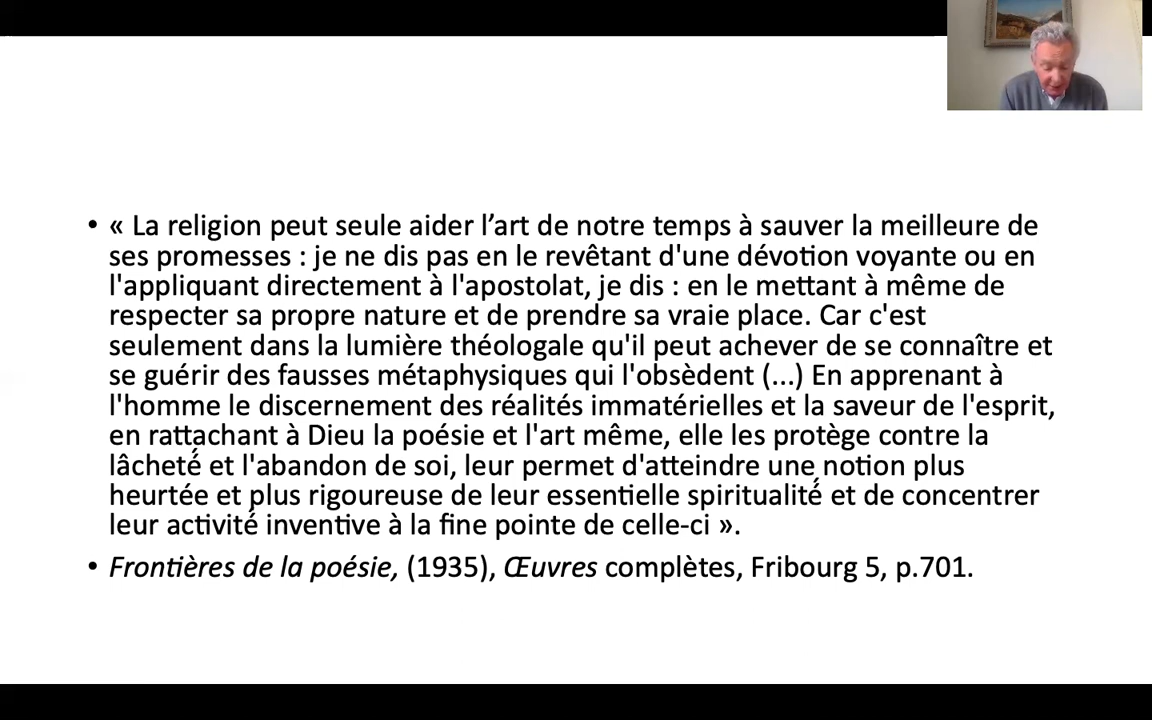 • « La religion peut seule aider l’art de notre temps à sauver la meilleure de
ses promesses : je ne dis pas en le revêtant d'une dévotion voyante ou en
l'appliquant directement à l'apostolat, je dis : en le mettant à même de
respecter sa propre nature et de prendre sa vraie place. Car c'est
seulement dans la lumière théologale qu'il peut achever de se connaître et
se guérir des fausses métaphysiques qui l'obsèdent (...) En apprenant à
l'homme le discernement des réalités immatérielles et la saveur de l'esprit,
en rattachant à Dieu la poésie et l'art même, elle les protège contre la
lâcheté et l'abandon de soi, leur permet d'atteindre une notion plus
heurtée et plus rigoureuse de leur essentielle spiritualité et de concentrer
leur activité inventive à la fine pointe de celle-ci ».
• Frontières de la poésie, (1935), Œuvres complètes, Fribourg 5, p.701.